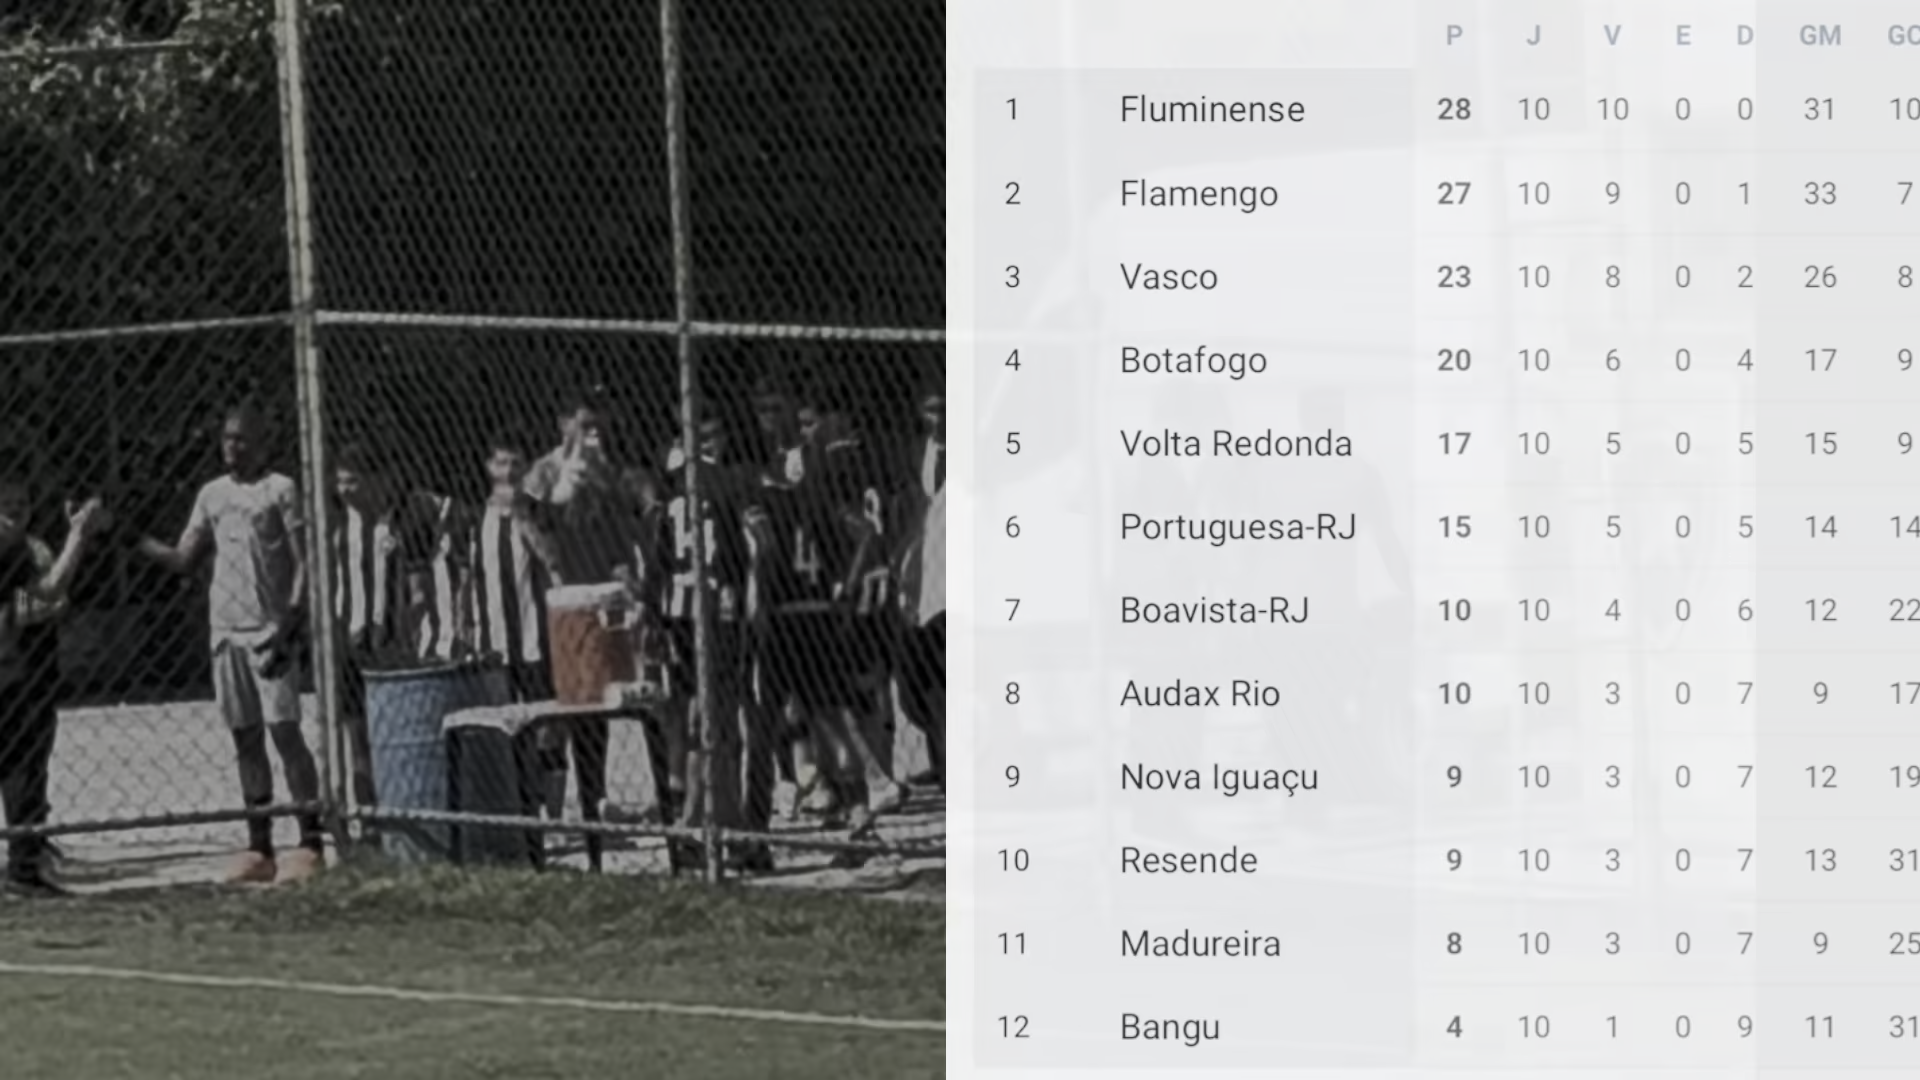 P J V E D GM GC
1 Fluminense 28 10 10 0 0 31 10
2 Flamengo 27 10 9 0 1 33 7
3 Vasco 23 10 8 0 2 26 8
4 Botafogo 20 10 6 0 4 17 9
5 Volta Redonda 17 10 5 0 5 15 9
6 Portuguesa-RJ 15 10 5 0 5 14 14
7 Boavista-RJ 10 10 4 0 6 12 22
8 Audax Rio 10 10 3 0 7 9 17
9 Nova Iguaçu 9 10 3 0 7 12 19
10 Resende 9 10 3 0 7 13 31
11 Madureira 8 10 3 0 7 9 25
12 Bangu 4 10 1 0 9 11 31